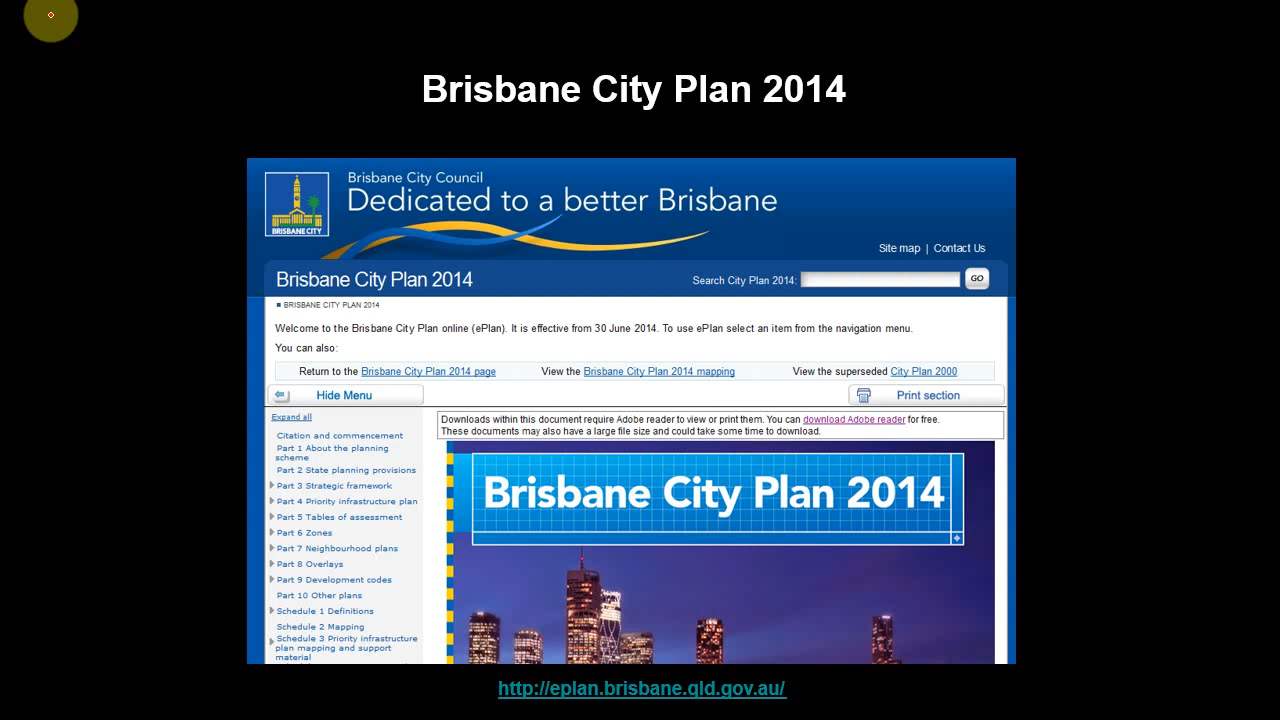 Brisbane City Plan 2014
Brisbane City Council
Dedicated to a better Brisbane
BRISBANE CITY
Site map | Contact Us
Brisbane City Plan 2014
Search City Plan 2014:
GO
BRISBANE CITY PLAN 2014
Welcome to the Brisbane City Plan online (ePlan). It is effective from 30 June 2014. To use ePlan select an item from the navigation menu.
You can also:
Return to the Brisbane City Plan 2014 page
View the Brisbane City Plan 2014 mapping
View the superseded City Plan 2000
Hide Menu
Print section
Expand all
Citation and commencement
Part 1 About the planning
scheme
Part 2 State planning provisions
Part 3 Strategic framework
Part 4 Priority infrastructure plan
Part 5 Tables of assessment
Part 6 Zones
Part 7 Neighbourhood plans
Part 8 Overlays
Part 9 Development codes
Part 10 Other plans
Schedule 1 Definitions
Schedule 2 Mapping
Schedule 3 Priority infrastructure
plan mapping and support
material
Downloads within this document require Adobe reader to view or print them. You can download Adobe reader for free.
These documents may also have a large file size and could take some time to download.
Brisbane City Plan 2014
http://eplan.brisbane.qld.gov.au/